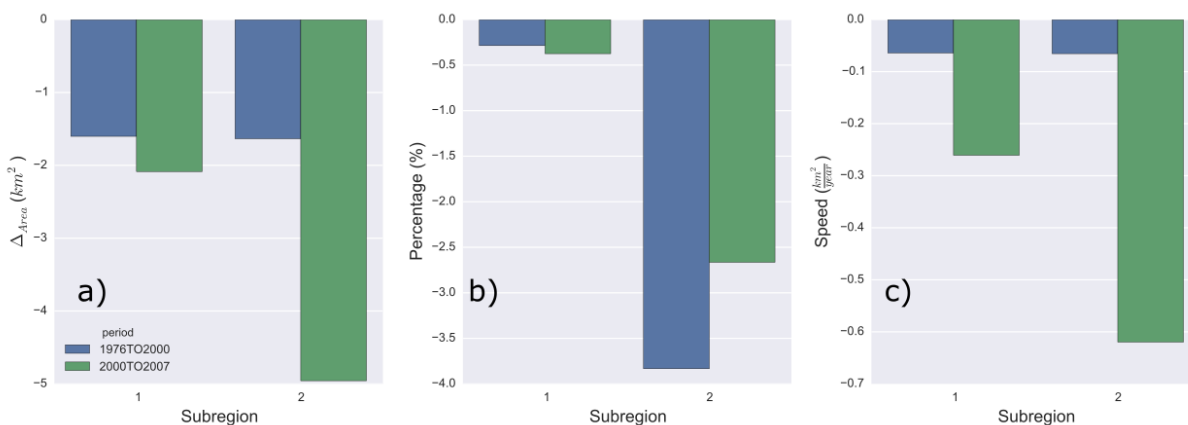 0
−1
−2
−3
−4
−5
Δ_Area (km²)
a)
period
1976TO2000
2000TO2007
1
2
Subregion
0.0
−0.5
−1.0
−1.5
−2.0
−2.5
−3.0
−3.5
−4.0
Percentage (%)
b)
1
2
Subregion
0.0
−0.1
−0.2
−0.3
−0.4
−0.5
−0.6
−0.7
Speed (km²/year)
c)
1
2
Subregion